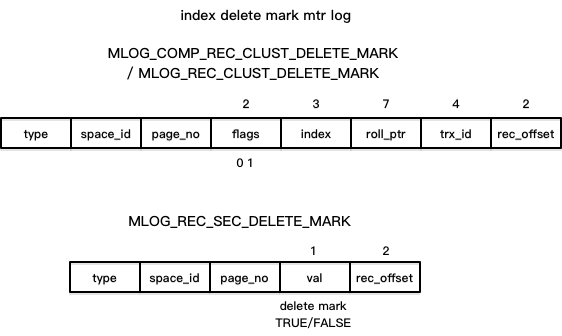 index delete mark mtr log
MLOG_COMP_REC_CLUST_DELETE_MARK
/ MLOG_REC_CLUST_DELETE_MARK
2 3 7 4 2
type space_id page_no flags index roll_ptr trx_id rec_offset
0 1
MLOG_REC_SEC_DELETE_MARK
1 2
type space_id page_no val rec_offset
delete mark
TRUE/FALSE